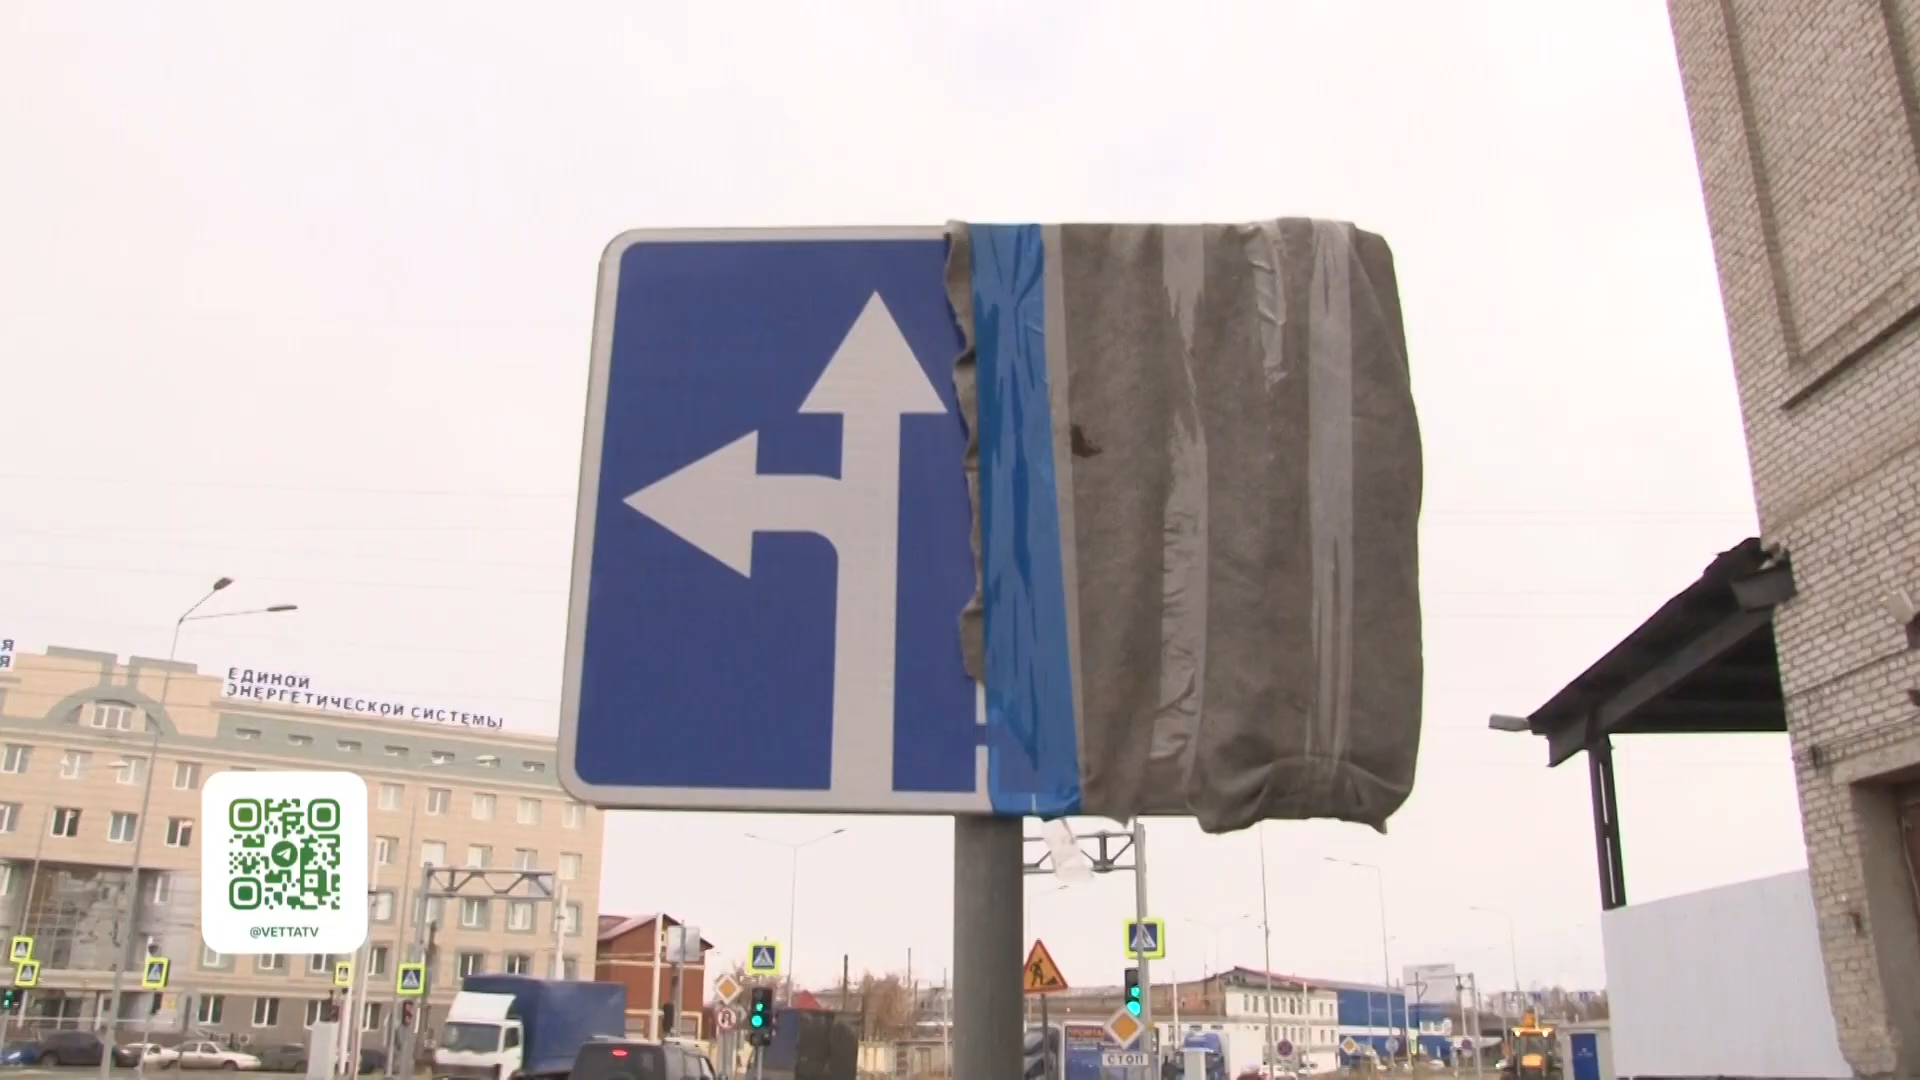 Я
Я
ЕДИНОЙ
ЭНЕРГЕТИЧЕСКОЙ СИСТЕМЫ
@VETTATV
СТОП